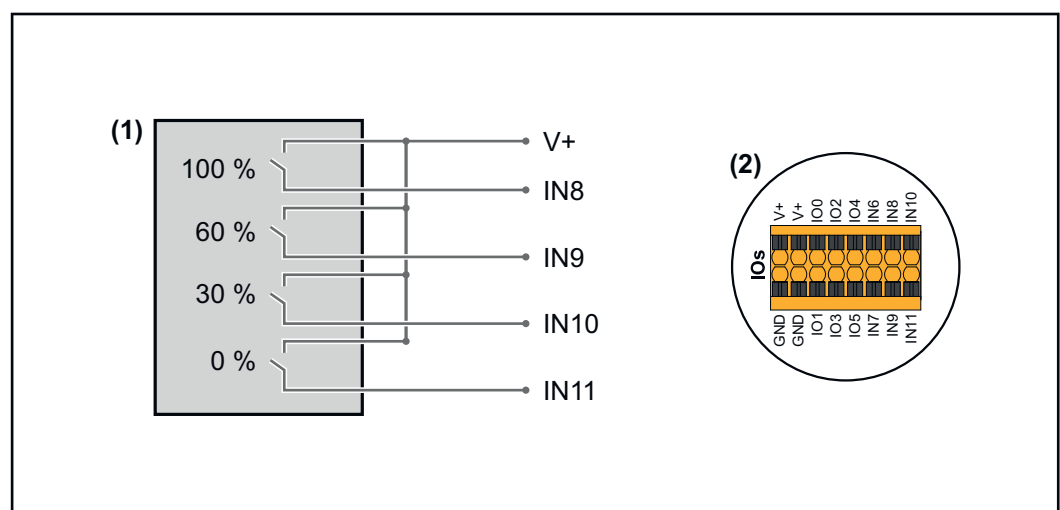 (1)
100 %
60 %
30 %
0 %
V+
IN8
IN9
IN10
IN11
(2)
IOs
V+
V+
IO0
IO2
IO4
IN6
IN8
IN10
GND
GND
IO1
IO3
IO5
IN7
IN9
IN11